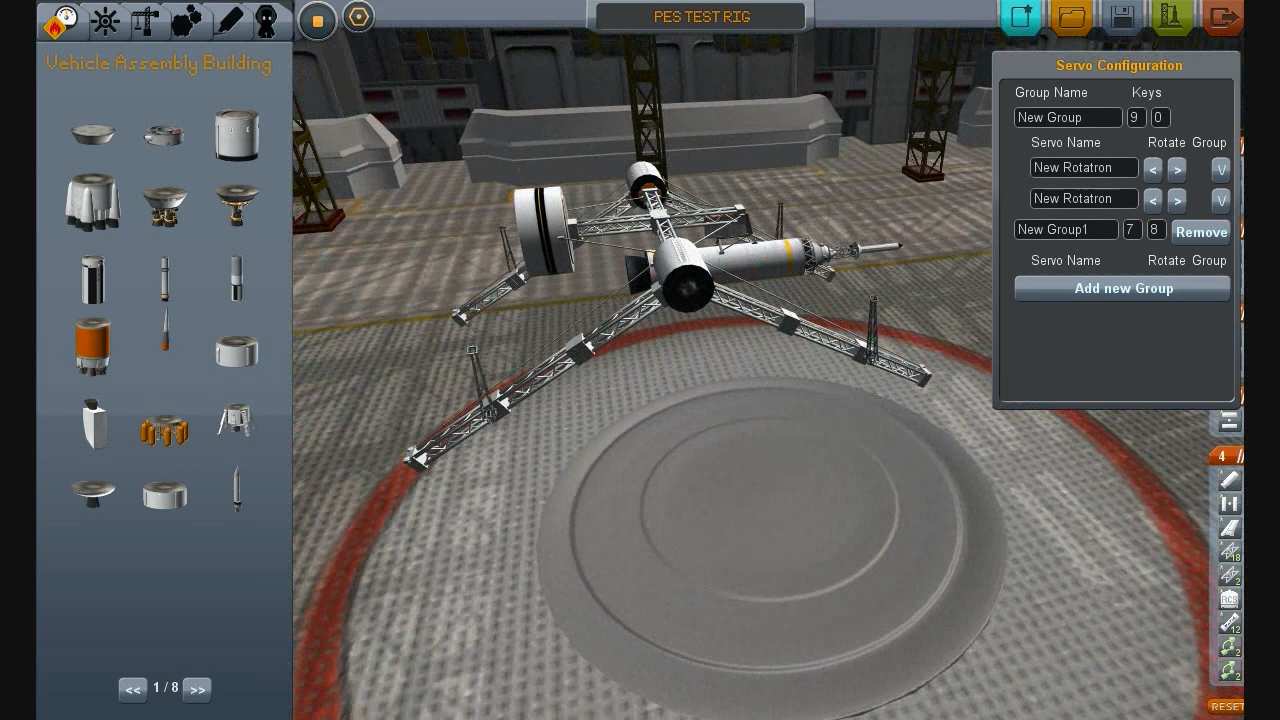 PES TEST RIG
Vehicle Assembly Building
Servo Configuration
Group Name Keys
New Group 9 0
Servo Name Rotate Group
New Rotatron < > V
New Rotatron < > V
New Group1 7 8 Remove
Servo Name Rotate Group
Add new Group
4
18
2
RCS
12
2
2
<< 1 / 8 >>
RESET